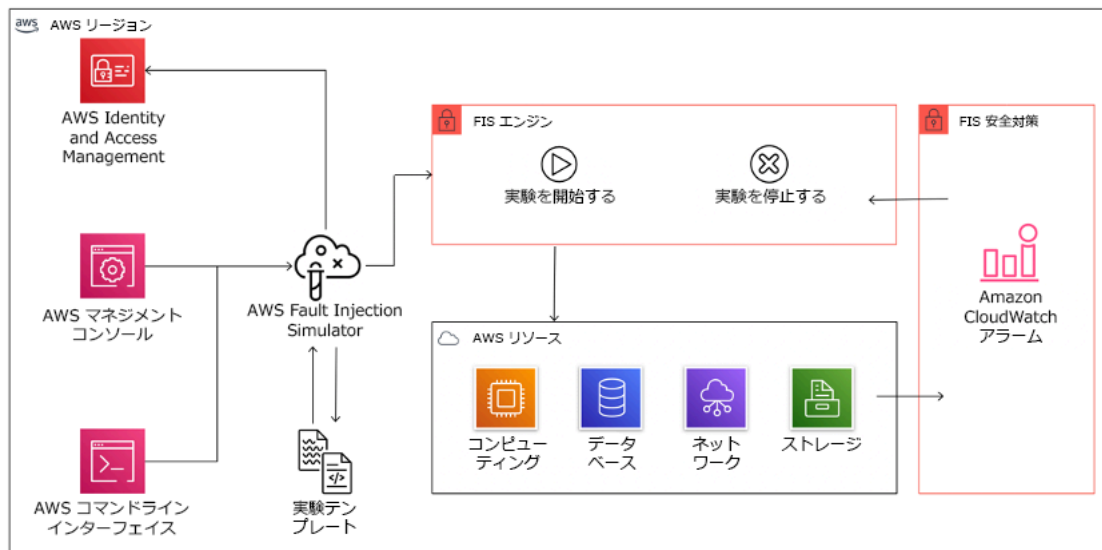 aws
AWS リージョン
AWS Identity
and Access
Management
AWS マネジメント
コンソール
AWS コマンドライン
インターフェイス
AWS Fault Injection
Simulator
実験テン
プレート
FIS エンジン
実験を開始する
実験を停止する
AWS リソース
コンピュー
ティング
データ
ベース
ネット
ワーク
ストレージ
FIS 安全対策
Amazon
CloudWatch
アラーム